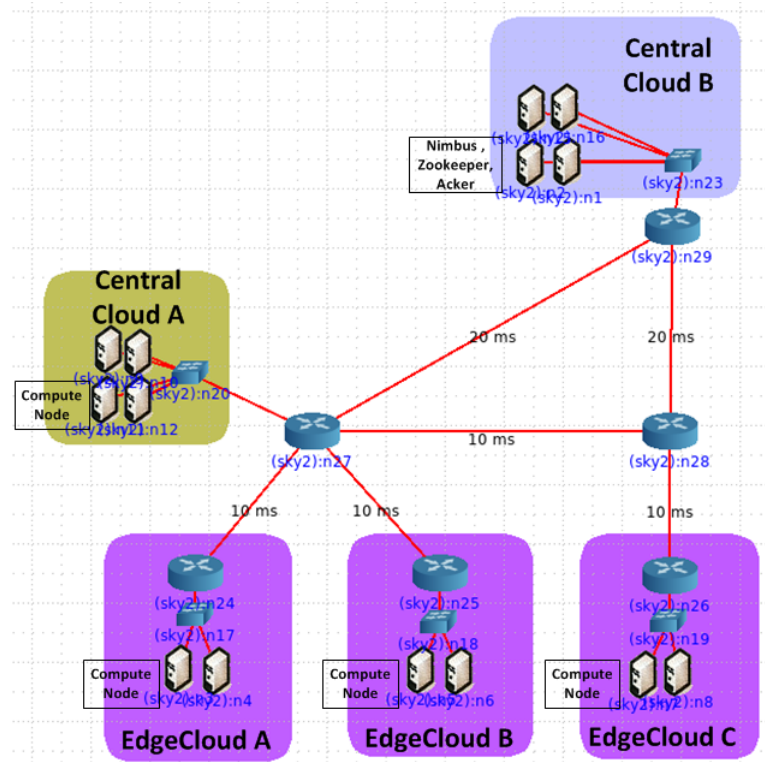 Central
Cloud B
(sky2):n16
Nimbus ,
Zookeeper,
Acker
(sky2):n1
(sky2):n23
(sky2):n29
Central
Cloud A
20 ms
20 ms
(sky2):n20
Compute
Node
(sky2):n12
10 ms
(sky2):n27
(sky2):n28
10 ms
10 ms
10 ms
(sky2):n24
(sky2):n25
(sky2):n26
(sky2):n17
(sky2):n18
(sky2):n19
Compute
Node
(sky2):n4
Compute
Node
(sky2):n6
Compute
Node
(sky2):n8
EdgeCloud A
EdgeCloud B
EdgeCloud C